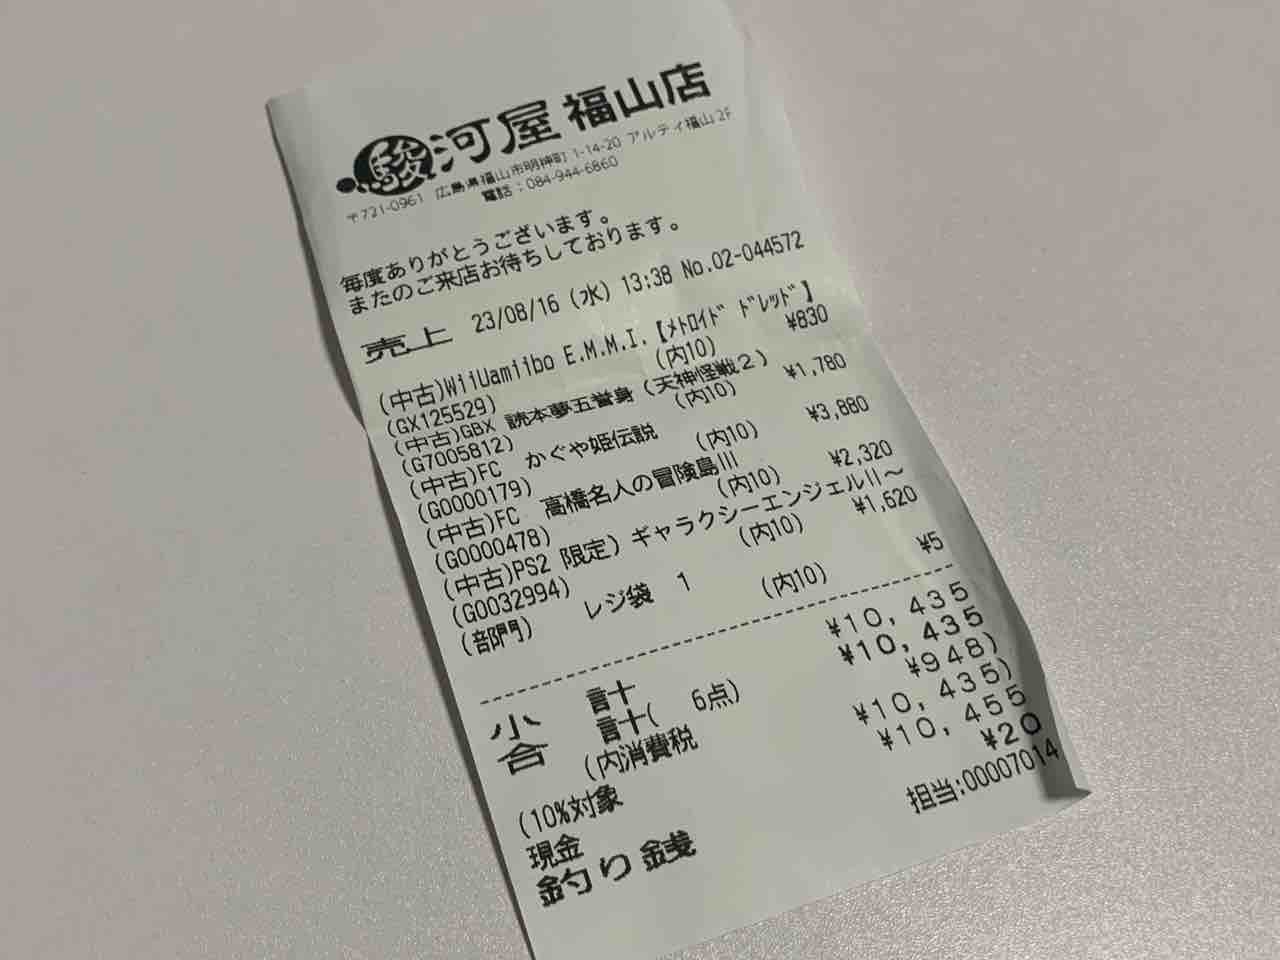 駿河屋 福山店
〒721-0961 広島県福山市明神町 1-14-20 アルティ福山 2F
電話：084-944-6860
毎度ありがとうございます。
またのご来店お待ちしております。
売上 23/08/16 (水) 13:38 No.02-044572
(中古)WiiUamiibo E.M.M.I.【ﾒﾄﾛｲﾄﾞ ﾄﾞﾚｯﾄﾞ】
(GX125529) (内10) ¥830
(中古)GBX 読本夢五誉身（天神怪戦２）
(G7005812) (内10) ¥1,780
(中古)FC かぐや姫伝説
(G0000179) (内10) ¥3,880
(中古)FC 高橋名人の冒険島III
(G0000478) (内10) ¥2,320
(中古)PS2 限定）ギャラクシーエンジェルII～
(G0032994) (内10) ¥1,620
(部門) レジ袋 1 (内10) ¥5
小 計 ¥10,435
合 計( 6点) ¥10,435
(内消費税 ¥948)
(10%対象 ¥10,435)
現金 ¥10,455
釣り銭 ¥20
担当:00007014